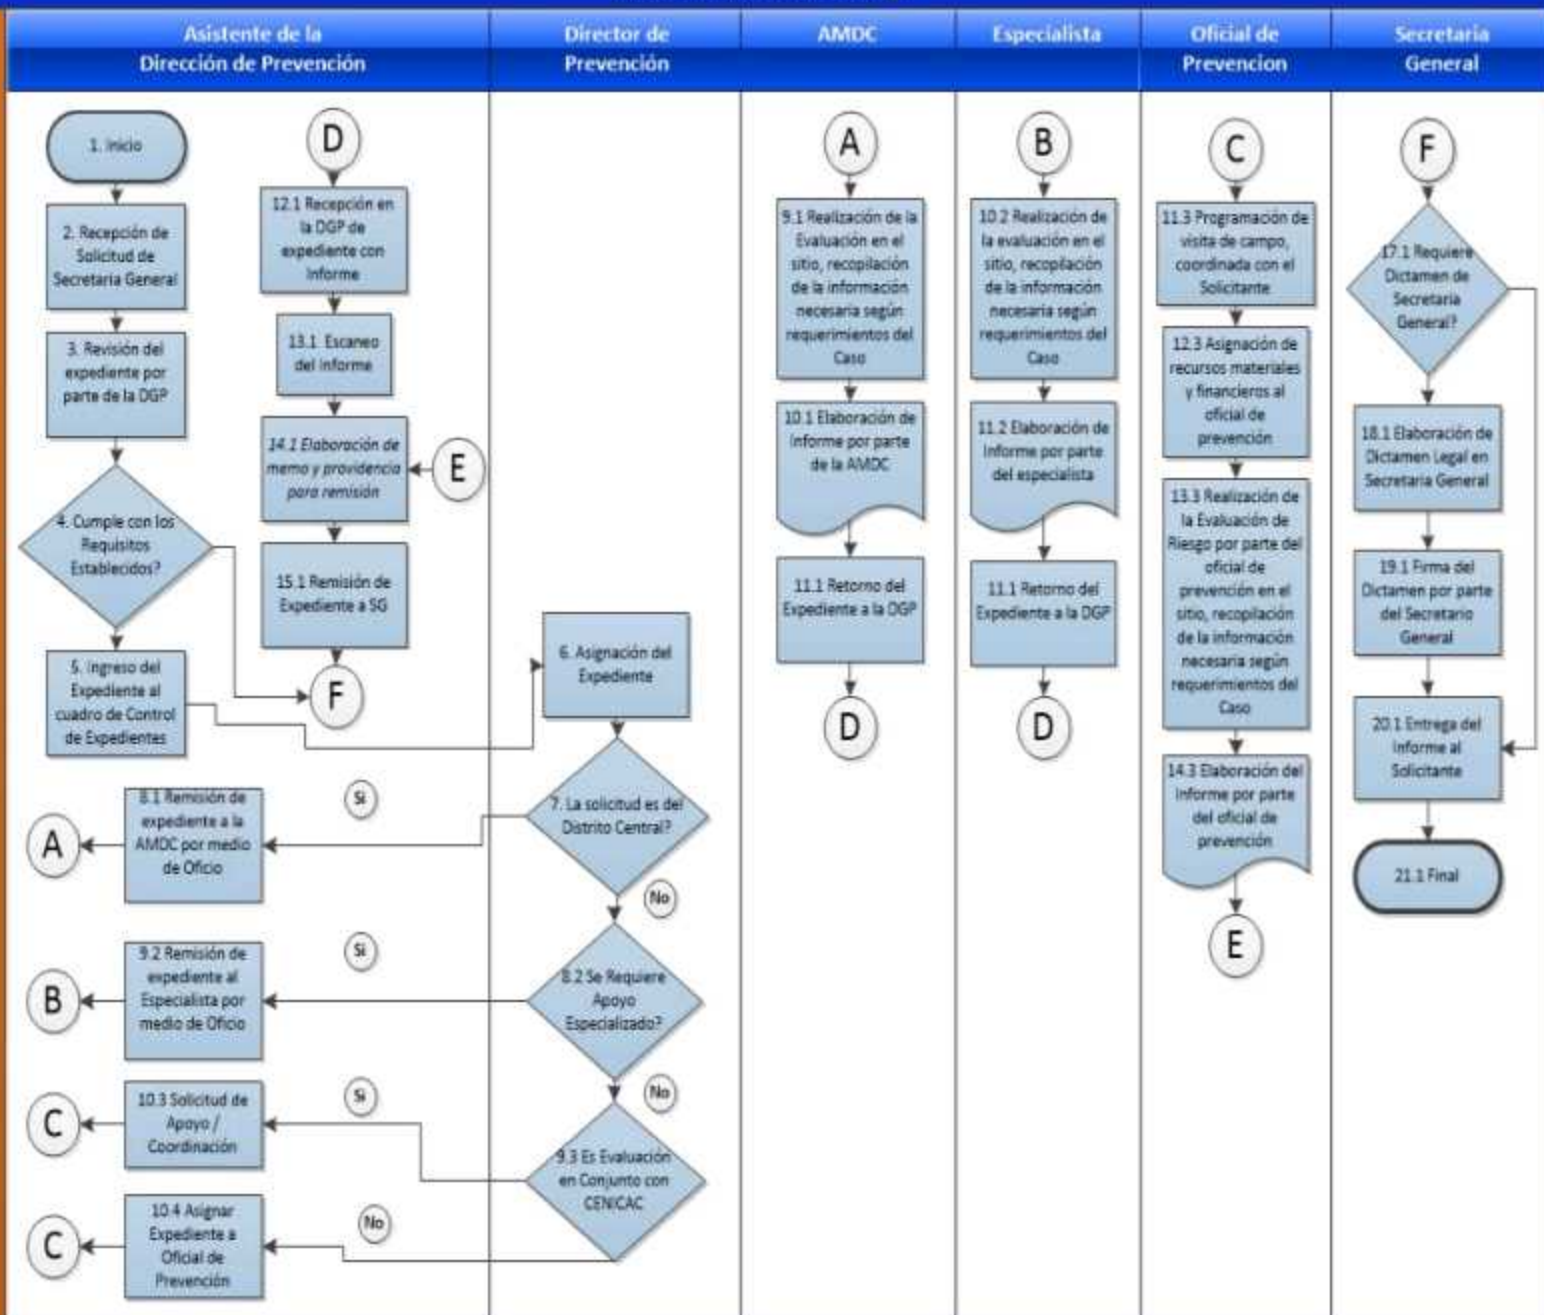 Asistente de la
Dirección de Prevención
Director de
Prevención
AMDC
Especialista
Oficial de
Prevencion
Secretaria
General
1. Inicio
2. Recepción de
Solicitud de
Secretaria General
3. Revisión del
expediente por
parte de la DGP
4. Cumple con los
Requisitos
Establecidos?
5. Ingreso del
Expediente al
cuadro de Control
de Expedientes
D
12.1 Recepción en
la DGP de
expediente con
Informe
13.1 Escaneo
del Informe
14.1 Elaboración de
memo y providencia
para remisión
E
15.1 Remisión de
Expediente a SG
F
6. Asignación del
Expediente
7. La solicitud es del
Distrito Central?
Si
8.1 Remisión de
expediente a la
AMDC por medio
de Oficio
A
No
8.2 Se Requiere
Apoyo
Especializado?
Si
9.2 Remisión de
expediente al
Especialista por
medio de Oficio
B
No
9.3 Es Evaluación
en Conjunto con
CENICAC
Si
10.3 Solicitud de
Apoyo /
Coordinación
C
No
10.4 Asignar
Expediente a
Oficial de
Prevención
C
A
9.1 Realización de la
Evaluación en el
sitio, recopilación
de la información
necesaria según
requerimientos del
Caso
10.1 Elaboración de
Informe por parte
de la AMDC
11.1 Retorno del
Expediente a la DGP
D
B
10.2 Realización de
la evaluación en el
sitio, recopilación
de la información
necesaria según
requerimientos del
Caso
11.2 Elaboración de
Informe por parte
del especialista
11.1 Retorno del
Expediente a la DGP
D
C
11.3 Programación de
visita de campo,
coordinada con el
Solicitante
12.3 Asignación de
recursos materiales
y financieros al
oficial de
prevención
13.3 Realización de
la Evaluación de
Riesgo por parte del
oficial de
prevención en el
sitio, recopilación
de la información
necesaria según
requerimientos del
Caso
14.3 Elaboración del
Informe por parte
del oficial de
prevención
E
F
17.1 Requiere
Dictamen de
Secretaria
General?
18.1 Elaboración de
Dictamen Legal en
Secretaria General
19.1 Firma del
Dictamen por parte
del Secretario
General
20.1 Entrega del
Informe al
Solicitante
21.1 Final